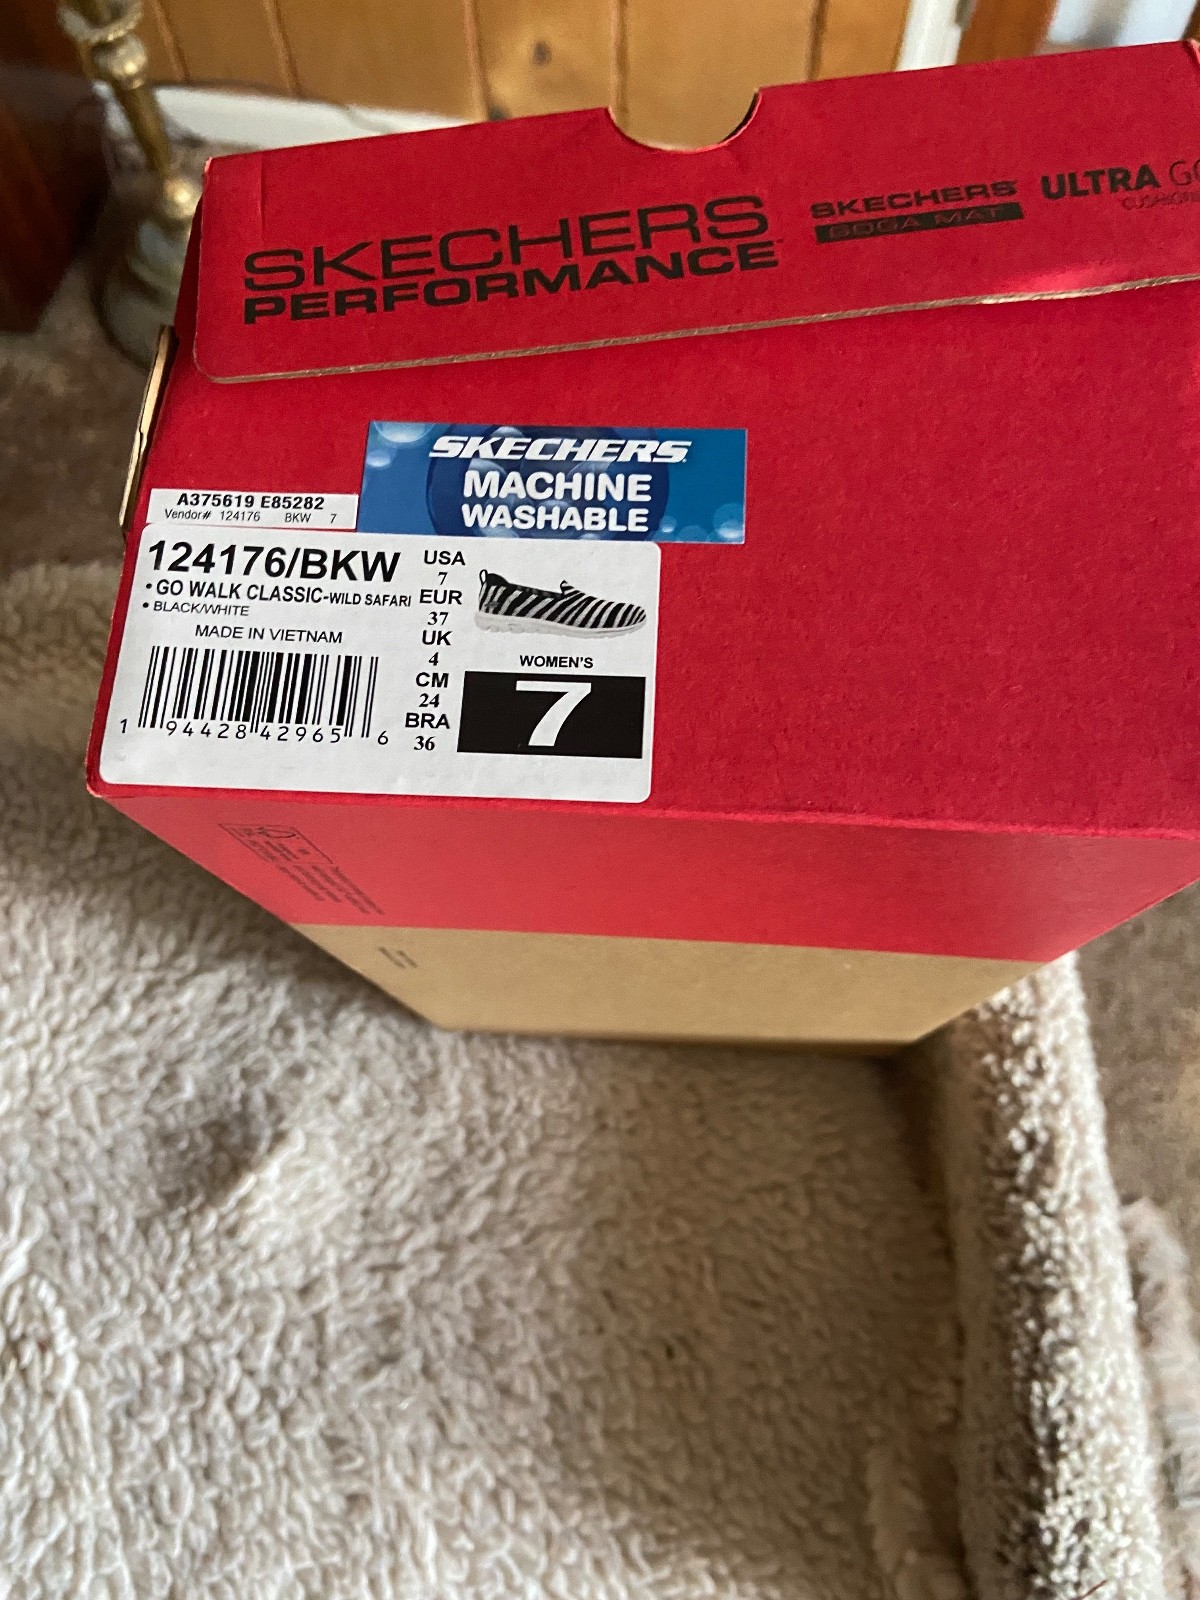 SKECHERS
PERFORMANCE
SKECHERS
GOGA MAT
ULTRA GO
SKECHERS
MACHINE
WASHABLE
A375619 E85282
Vendor# 124176 BKW 7
124176/BKW
• GO WALK CLASSIC-WILD SAFARI
• BLACK/WHITE
MADE IN VIETNAM
1 94428 42965 6
USA
7
EUR
37
UK
4
CM
24
BRA
36
WOMEN'S
7